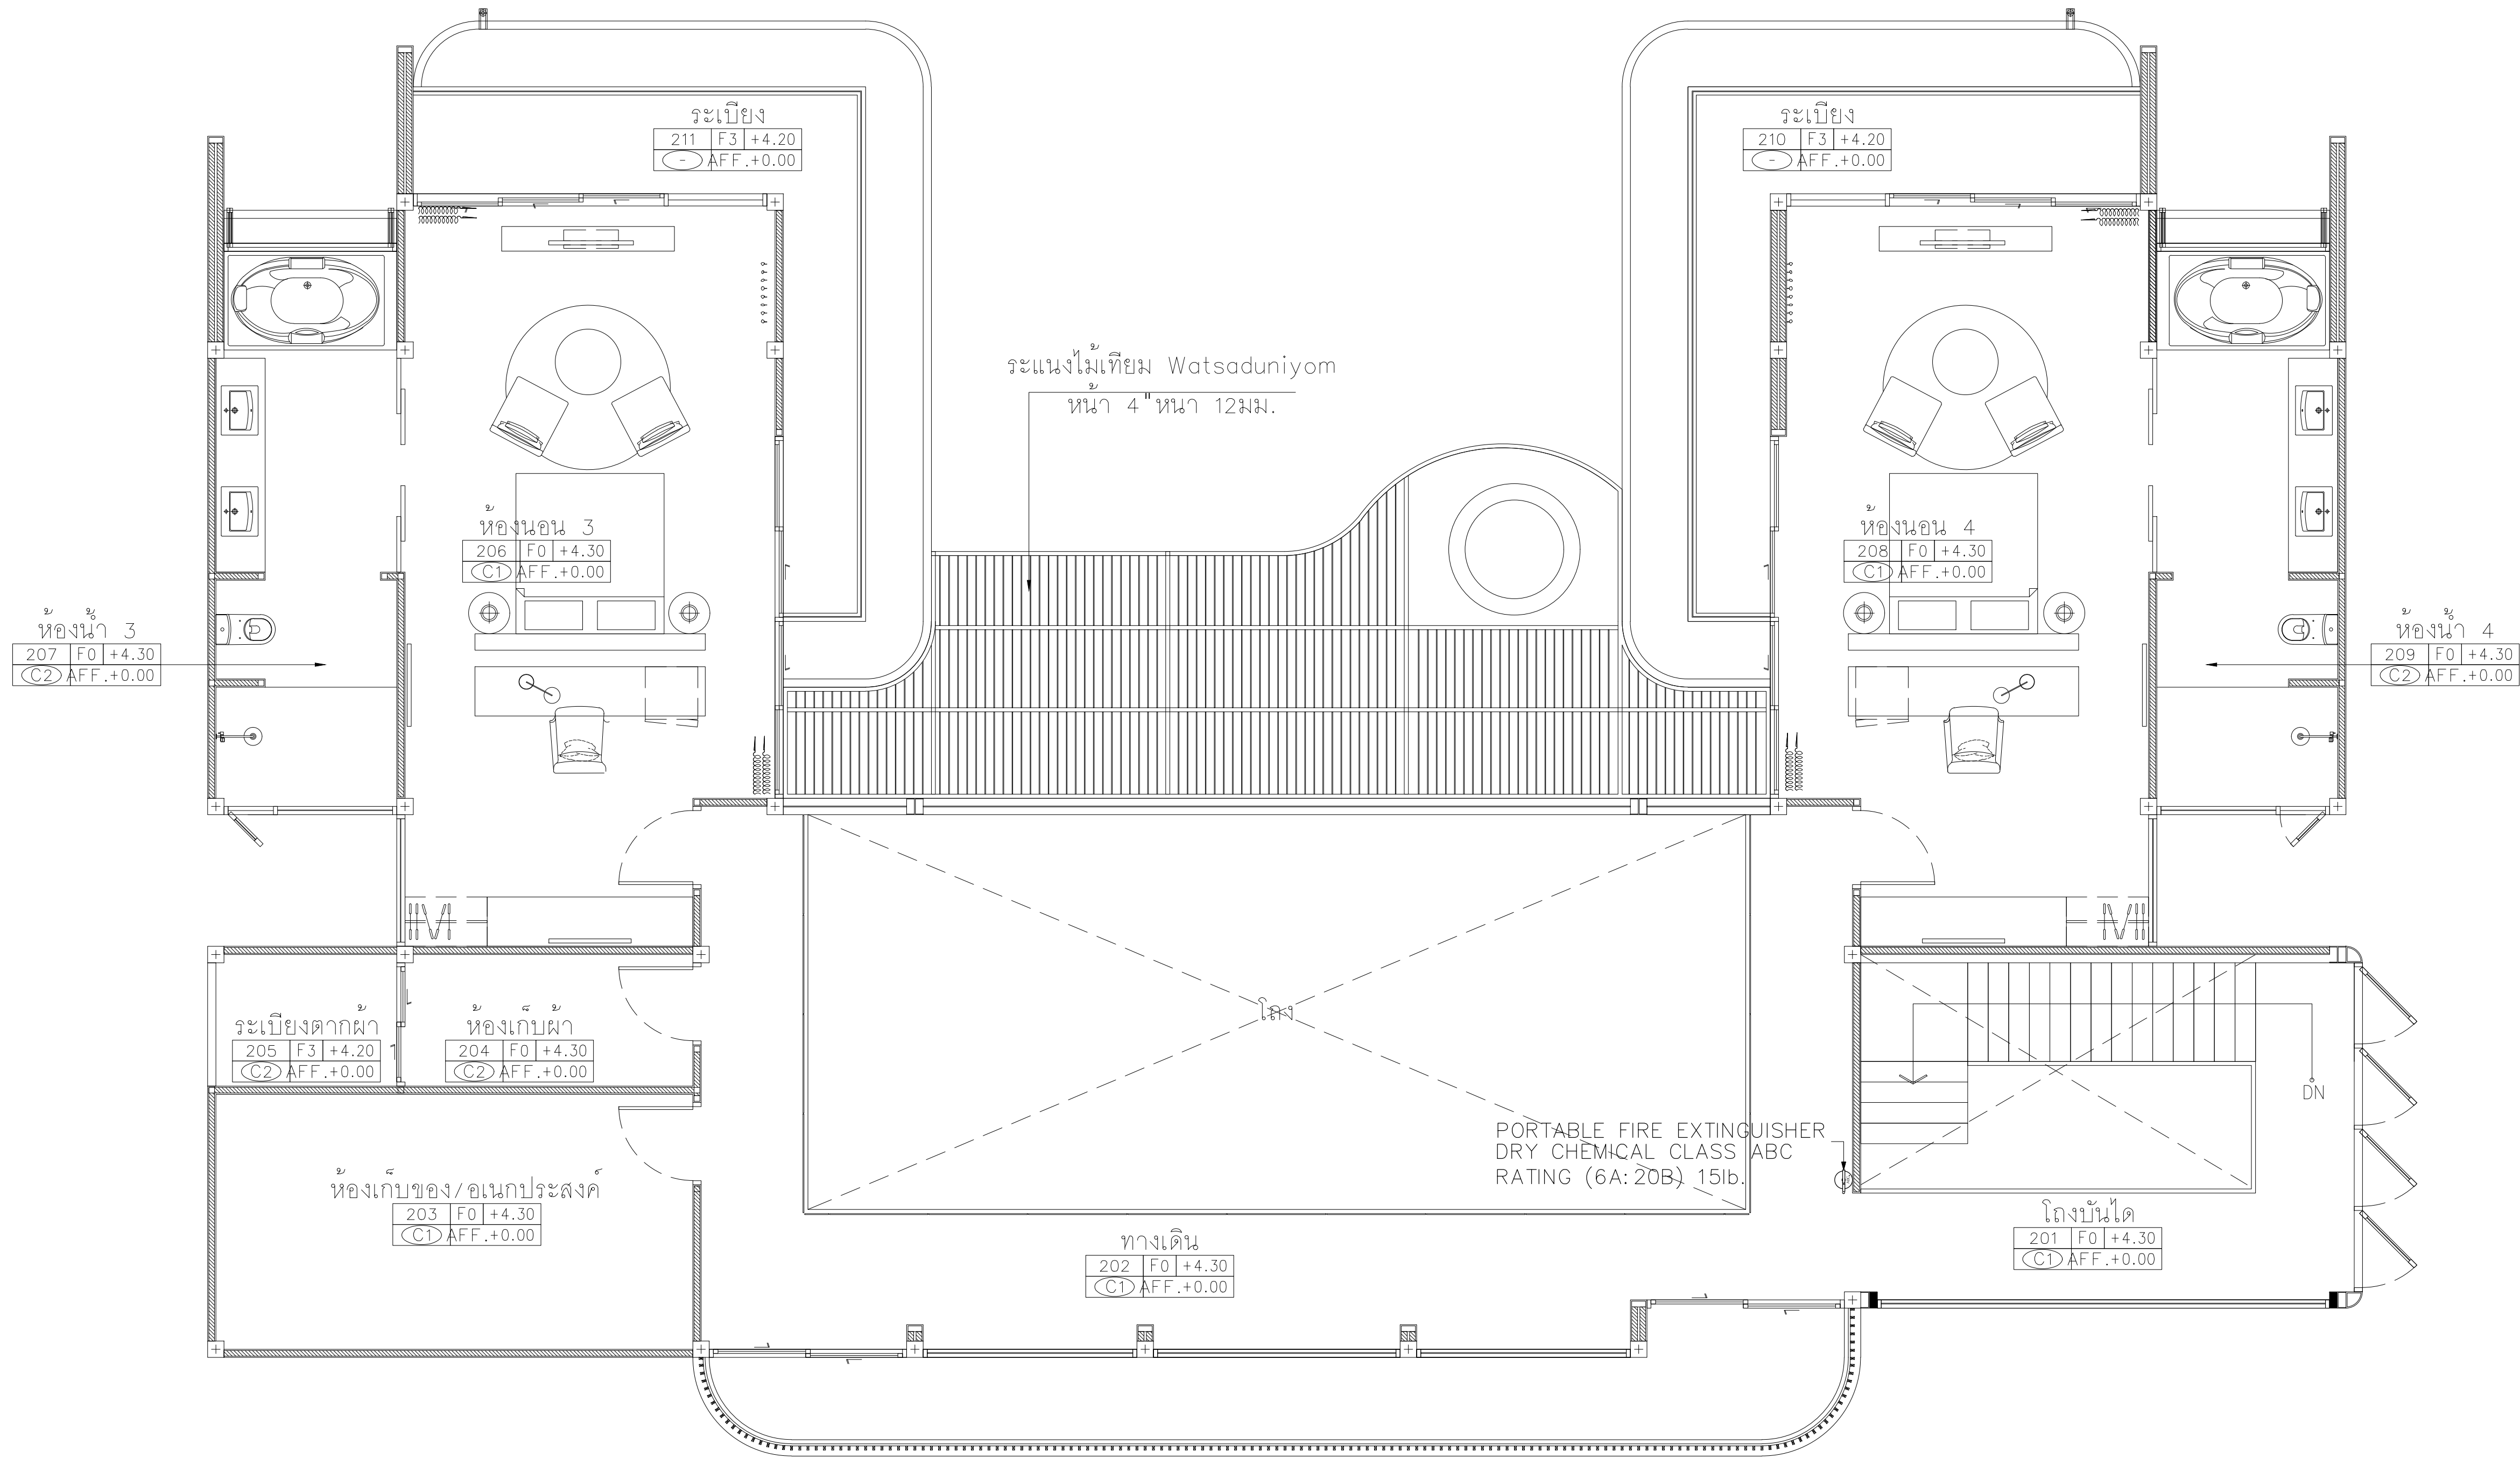 ระเบียง
211 F3 +4.20
- AFF.+0.00
ระเบียง
210 F3 +4.20
- AFF.+0.00
ระแนงไม้เทียม Watsaduniyom
หน้า 4" หนา 12มม.
ห้องนอน 3
206 F0 +4.30
C1 AFF.+0.00
ห้องนอน 4
208 F0 +4.30
C1 AFF.+0.00
ห้องน้ำ 3
207 F0 +4.30
C2 AFF.+0.00
ห้องน้ำ 4
209 F0 +4.30
C2 AFF.+0.00
โถง
ระเบียงตากผ้า
205 F3 +4.20
C2 AFF.+0.00
ห้องเก็บผ้า
204 F0 +4.30
C2 AFF.+0.00
DN
PORTABLE FIRE EXTINGUISHER
DRY CHEMICAL CLASS ABC
RATING (6A:20B) 15lb.
ห้องเก็บของ/อเนกประสงค์
203 F0 +4.30
C1 AFF.+0.00
ทางเดิน
202 F0 +4.30
C1 AFF.+0.00
โถงบันได
201 F0 +4.30
C1 AFF.+0.00